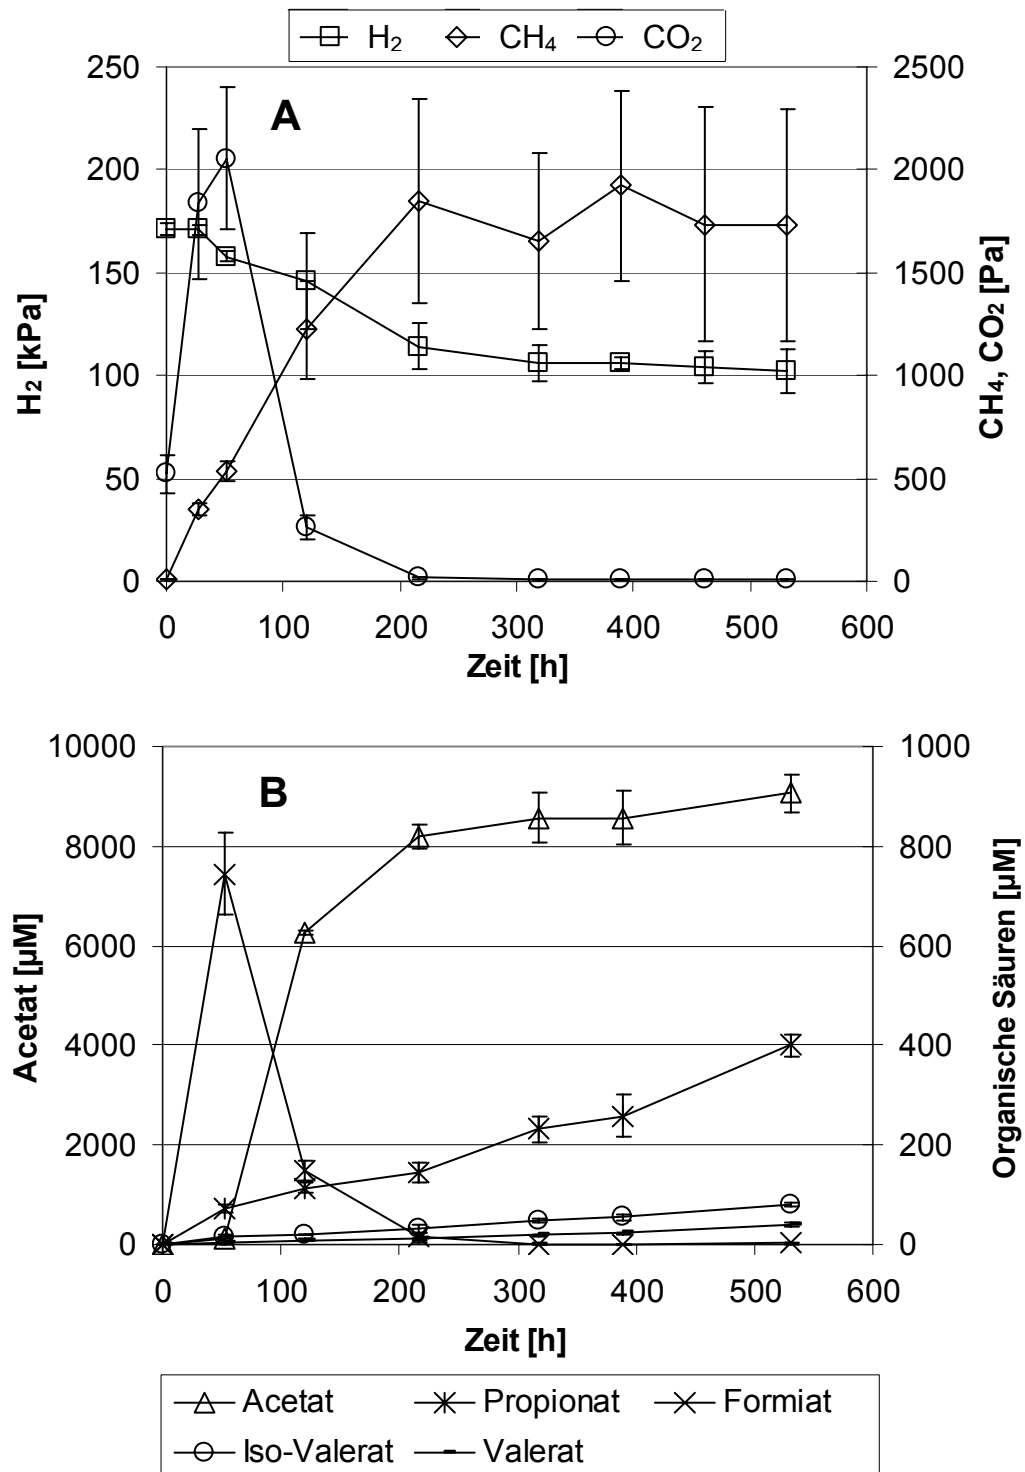 H2 CH4 CO2
250 2500
A
200 2000
150 1500
100 1000
50 500
0 0
H2 [kPa]
CH4, CO2 [Pa]
0 100 200 300 400 500 600
Zeit [h]
10000 1000
B
8000 800
6000 600
4000 400
2000 200
0 0
Acetat [µM]
Organische Säuren [µM]
0 100 200 300 400 500 600
Zeit [h]
Acetat Propionat Formiat
Iso-Valerat Valerat